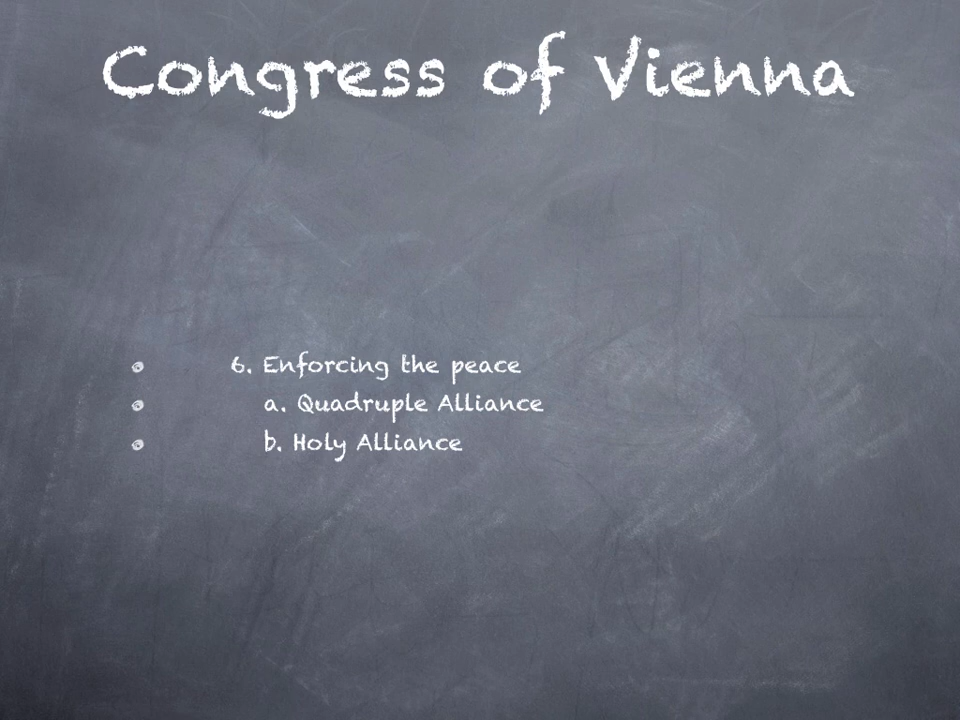 Congress of Vienna
6. Enforcing the peace
a. Quadruple Alliance
b. Holy Alliance